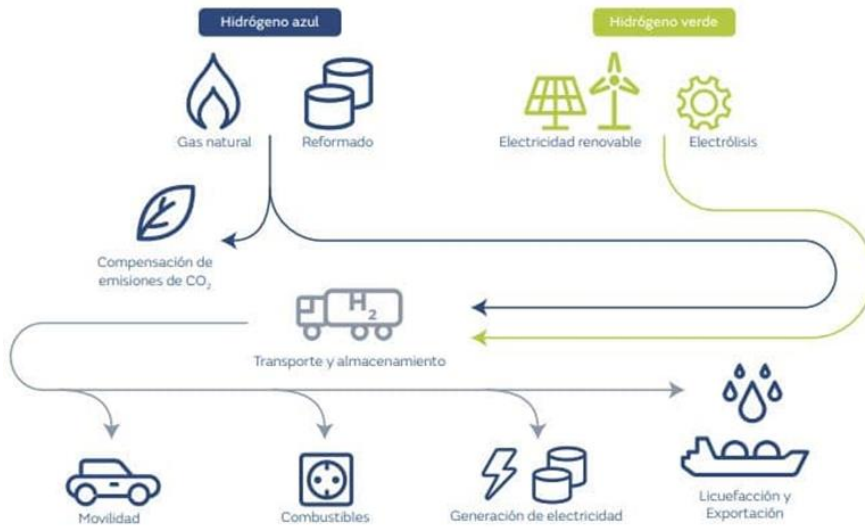 Hidrógeno azul
Hidrógeno verde
Gas natural
Reformado
Electricidad renovable
Electrólisis
Compensación de
emisiones de CO₂
H₂
Transporte y almacenamiento
Movilidad
Combustibles
Generación de electricidad
Licuefacción y
Exportación